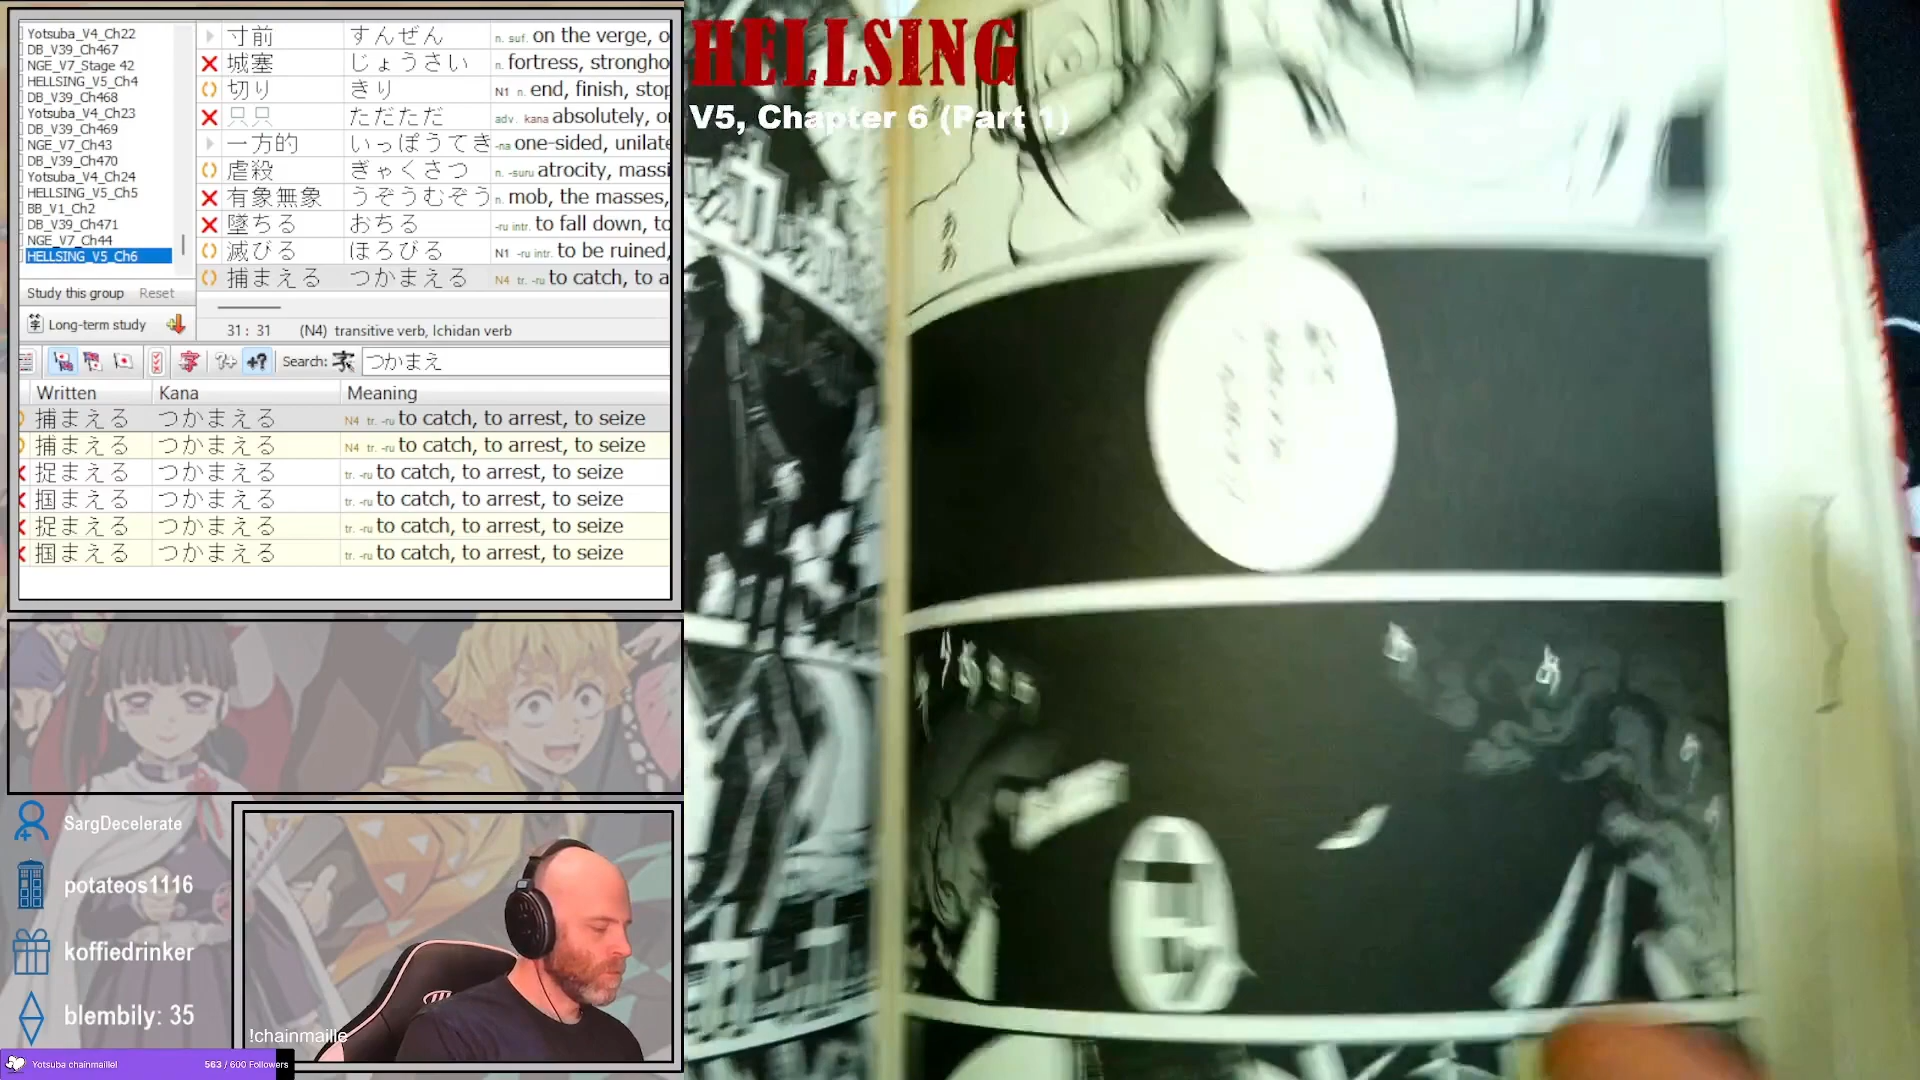 Yotsuba_V4_Ch22
DB_V39_Ch467
NGE_V7_Stage 42
HELLSING_V5_Ch4
DB_V39_Ch468
Yotsuba_V4_Ch23
DB_V39_Ch469
NGE_V7_Ch43
DB_V39_Ch470
Yotsuba_V4_Ch24
HELLSING_V5_Ch5
BB_V1_Ch2
DB_V39_Ch471
NGE_V7_Ch44
HELLSING_V5_Ch6
Study this group Reset
Long-term study
寸前 すんぜん n. suf. on the verge, o
城塞 じょうさい n. fortress, strongho
切り きり N1 n. end, finish, stop
只只 ただただ adv. kana absolutely, o
一方的 いっぽうてき -na one-sided, unilate
虐殺 ぎゃくさつ n. -suru atrocity, massi
有象無象 うぞうむぞう n. mob, the masses,
墜ちる おちる -ru intr. to fall down, to
滅びる ほろびる N1 -ru intr. to be ruined,
捕まえる つかまえる N4 tr. -ru to catch, to a
31: 31 (N4) transitive verb, Ichidan verb
Search: つかまえ
Written Kana Meaning
捕まえる つかまえる N4 tr. -ru to catch, to arrest, to seize
捕まえる つかまえる N4 tr. -ru to catch, to arrest, to seize
捉まえる つかまえる tr. -ru to catch, to arrest, to seize
掴まえる つかまえる tr. -ru to catch, to arrest, to seize
捉まえる つかまえる tr. -ru to catch, to arrest, to seize
掴まえる つかまえる tr. -ru to catch, to arrest, to seize
HELLSING
V5, Chapter 6 (Part 1)
SargDecelerate
potateos1116
koffiedrinker
blembily: 35
!chainmaille
Yotsuba chainmaille!
563 / 600 Followers